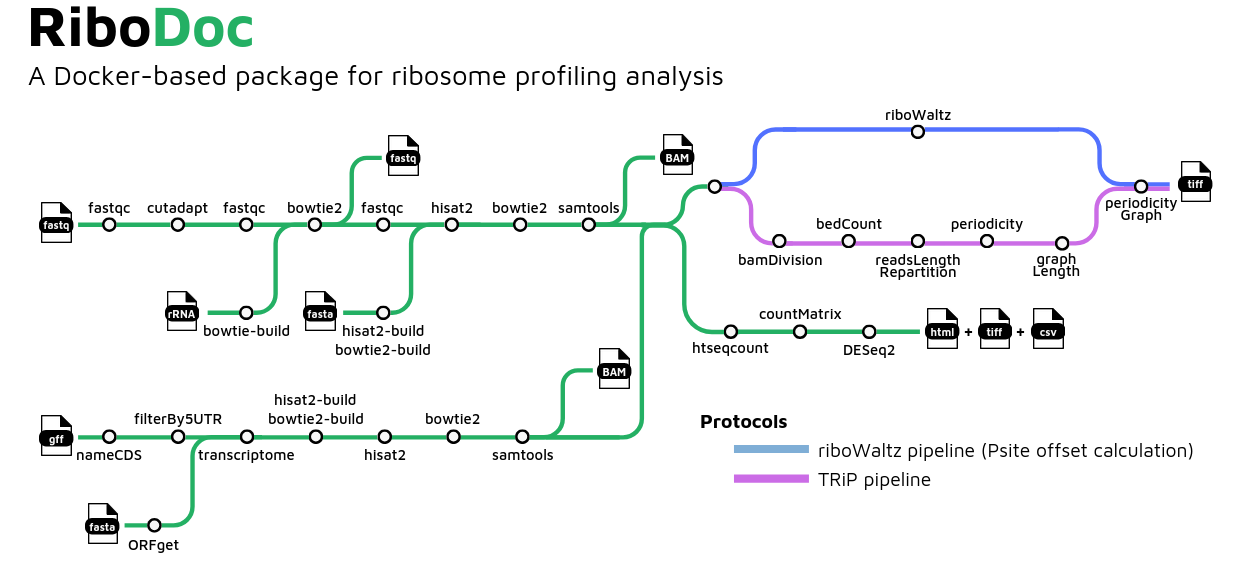 RiboDoc
A Docker-based package for ribosome profiling analysis
riboWaltz
fastq
BAM
tiff
fastq
fastqc
cutadapt
fastqc
bowtie2
fastqc
hisat2
bowtie2
samtools
periodicity
Graph
bedCount
periodicity
bamDivision
readsLength
Repartition
graph
Length
rRNA
bowtie-build
fasta
hisat2-build
bowtie2-build
countMatrix
htseqcount
DESeq2
html + tiff + csv
BAM
hisat2-build
bowtie2-build
filterBy5UTR
bowtie2
gff
nameCDS
transcriptome
hisat2
samtools
fasta
ORFget
Protocols
riboWaltz pipeline (Psite offset calculation)
TRiP pipeline